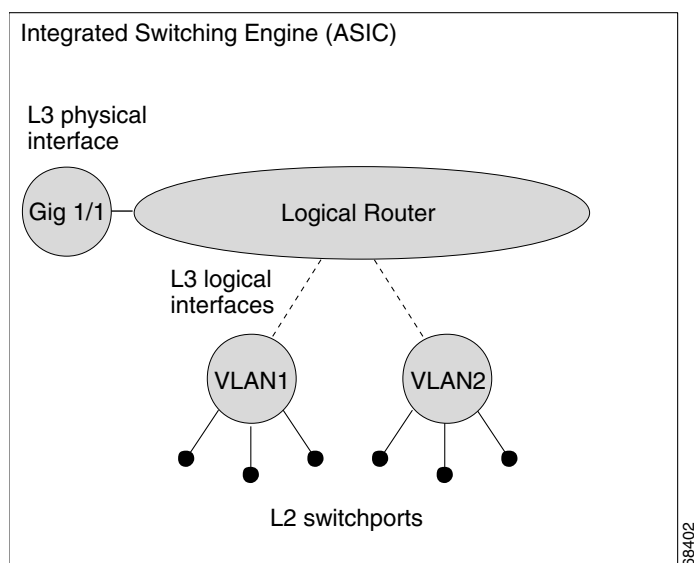 Integrated Switching Engine (ASIC)
L3 physical
interface
Gig 1/1
Logical Router
L3 logical
interfaces
VLAN1
VLAN2
L2 switchports
68402